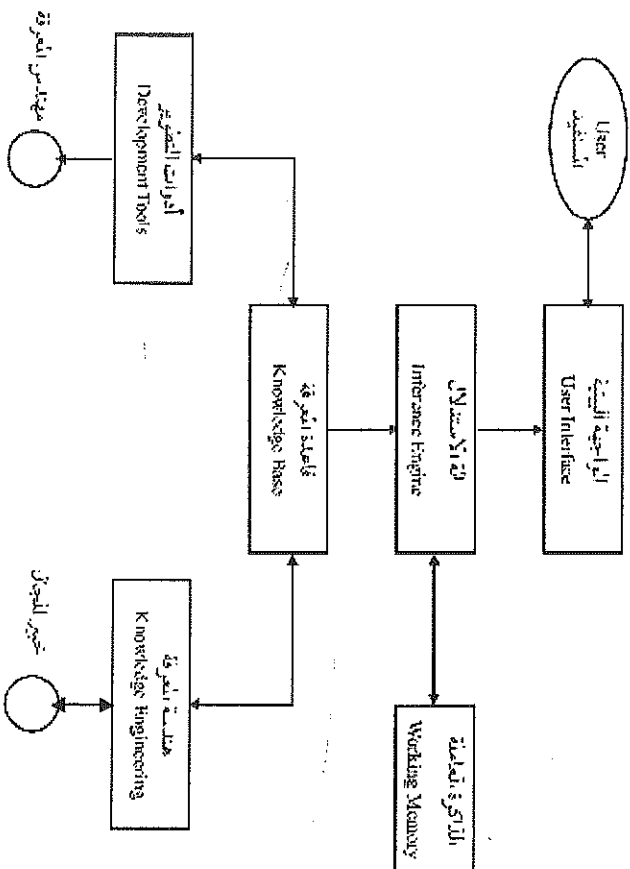 User
المستفيد
الواجهة البينية
User Interface
آلة الاستدلال
Inference Engine
الذاكرة العاملة
Working Memory
قاعدة المعرفة
Knowledge Base
أدوات التطوير
Development Tools
هندسة المعرفة
Knowledge Engineering
مهندس المعرفة
خبير المجال